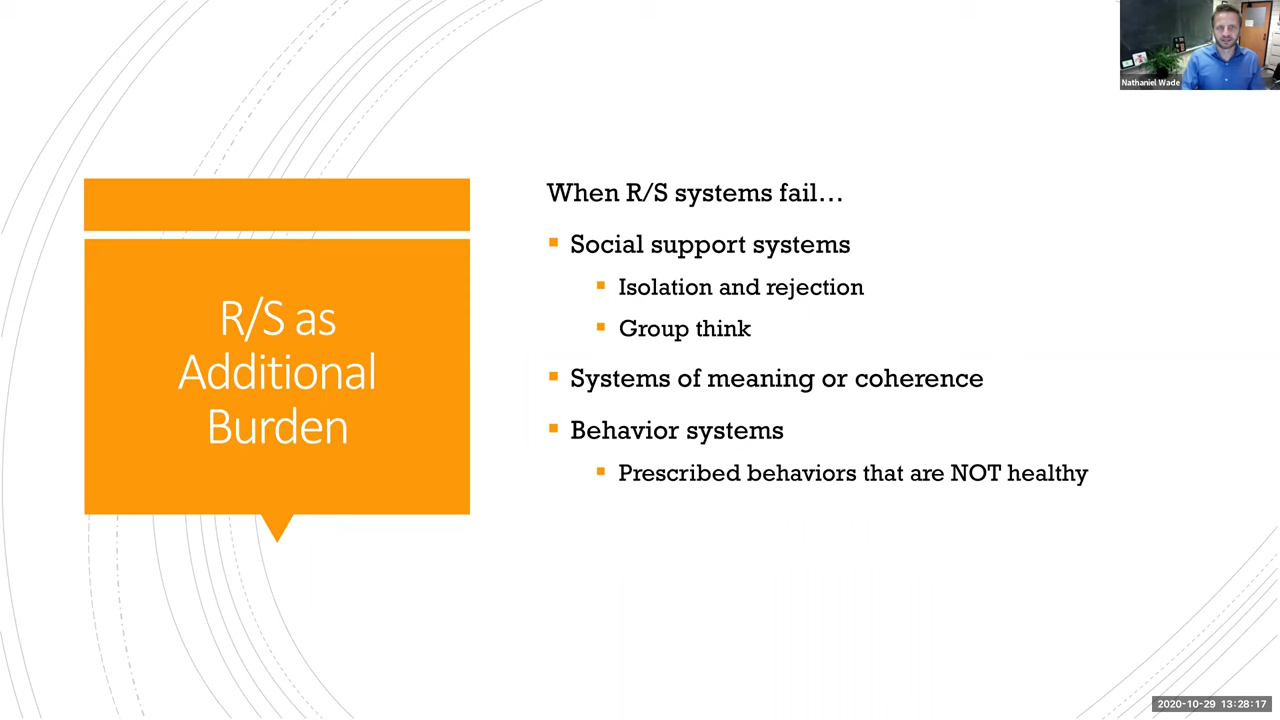 Nathaniel Wade
R/S as
Additional
Burden
When R/S systems fail...
▪ Social support systems
▪ Isolation and rejection
▪ Group think
▪ Systems of meaning or coherence
▪ Behavior systems
▪ Prescribed behaviors that are NOT healthy
2020-10-29 13:28:17